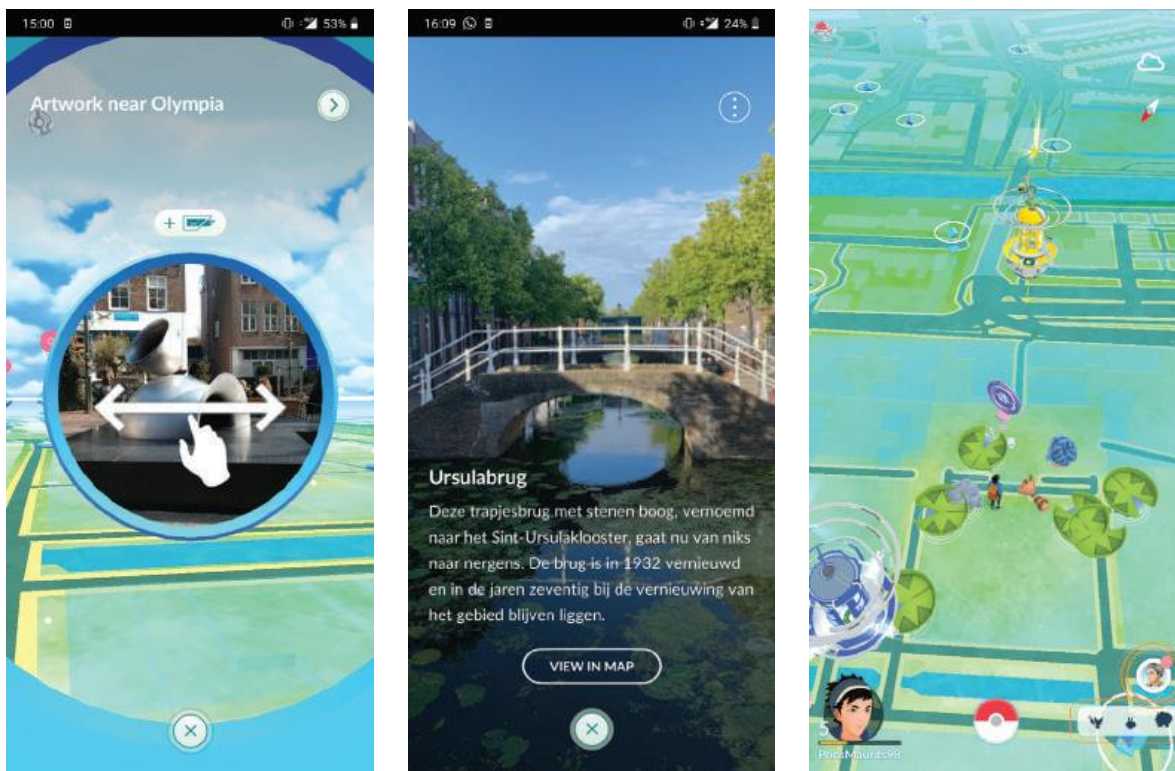 15:00
53%
Artwork near Olympia
+
16:09
24%
Ursulabrug
Deze trapjesbrug met stenen boog, vernoemd
naar het Sint-Ursulaklooster, gaat nu van niks
naar nergens. De brug is in 1932 vernieuwd
en in de jaren zeventig bij de vernieuwing van
het gebied blijven liggen.
VIEW IN MAP
5
PrinsMaurits98